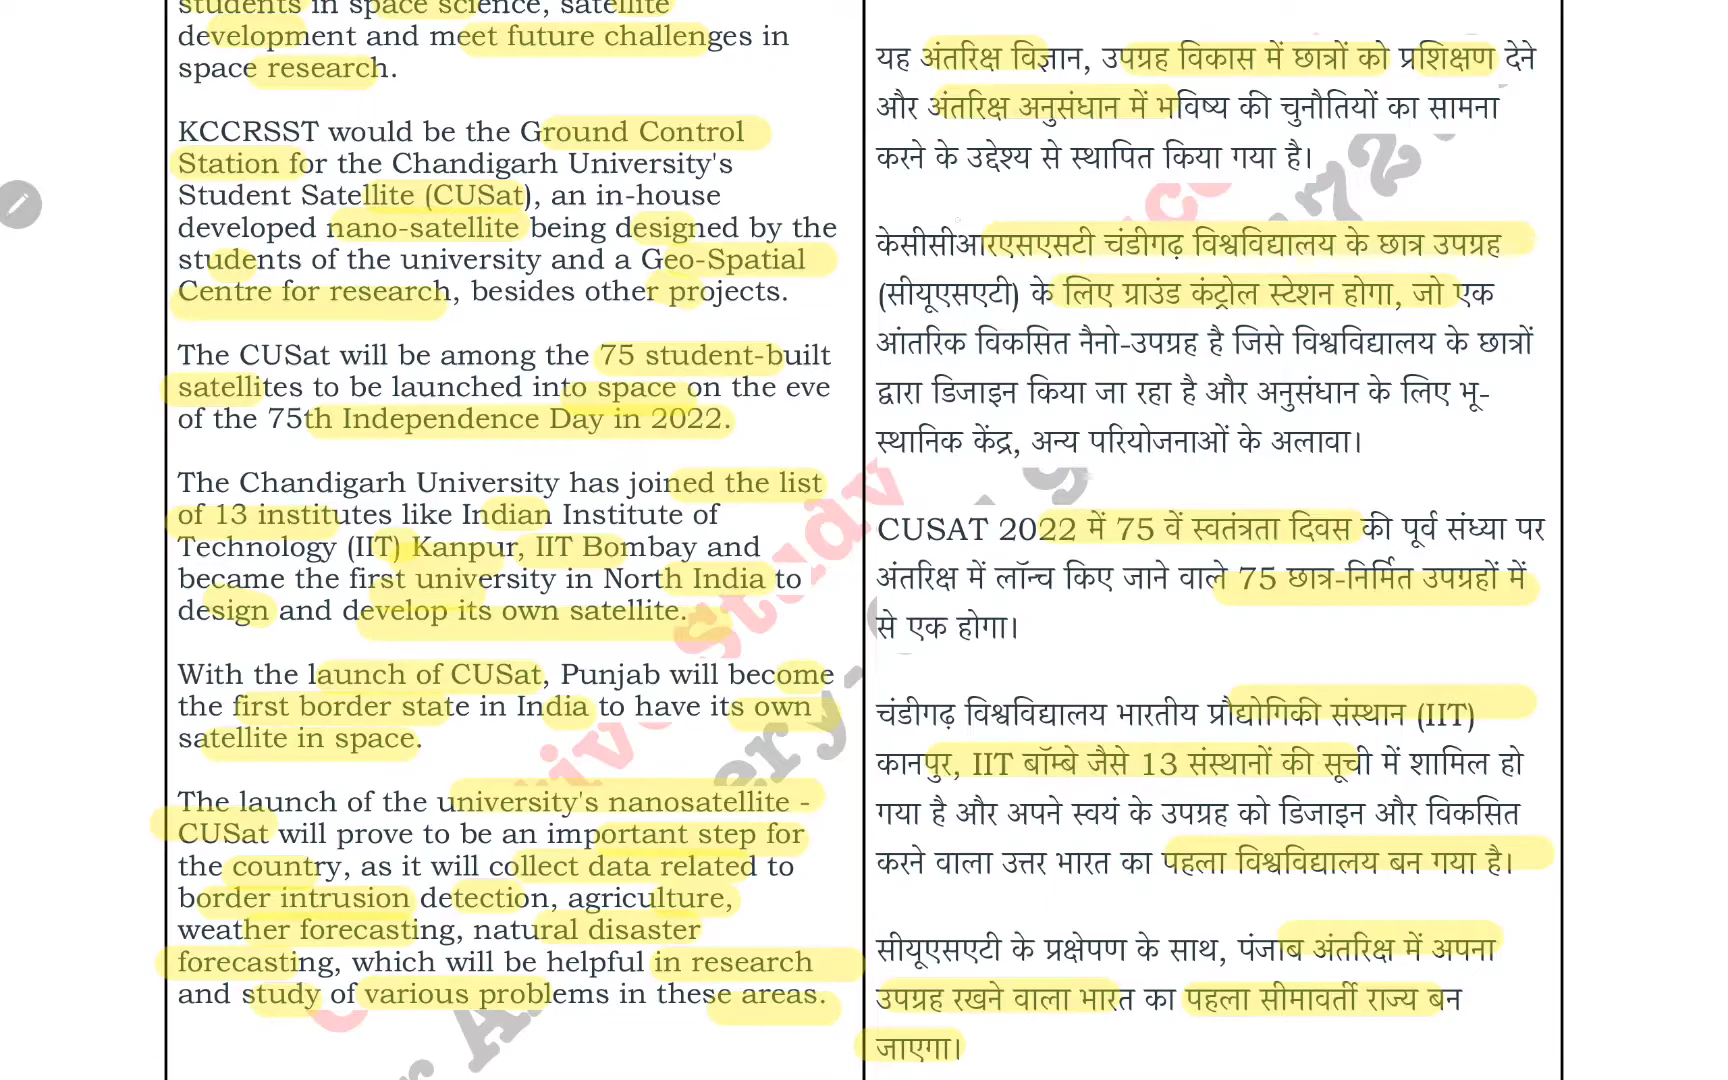 students in space science, satellite
development and meet future challenges in
space research.
KCCRSST would be the Ground Control
Station for the Chandigarh University's
Student Satellite (CUSat), an in-house
developed nano-satellite being designed by the
students of the university and a Geo-Spatial
Centre for research, besides other projects.
The CUSat will be among the 75 student-built
satellites to be launched into space on the eve
of the 75th Independence Day in 2022.
The Chandigarh University has joined the list
of 13 institutes like Indian Institute of
Technology (IIT) Kanpur, IIT Bombay and
became the first university in North India to
design and develop its own satellite.
With the launch of CUSat, Punjab will become
the first border state in India to have its own
satellite in space.
The launch of the university's nanosatellite -
CUSat will prove to be an important step for
the country, as it will collect data related to
border intrusion detection, agriculture,
weather forecasting, natural disaster
forecasting, which will be helpful in research
and study of various problems in these areas.
यह अंतरिक्ष विज्ञान, उपग्रह विकास में छात्रों को प्रशिक्षण देने
और अंतरिक्ष अनुसंधान में भविष्य की चुनौतियों का सामना
करने के उद्देश्य से स्थापित किया गया है।
केसीसीआरएसएसटी चंडीगढ़ विश्वविद्यालय के छात्र उपग्रह
(सीयूएसएटी) के लिए ग्राउंड कंट्रोल स्टेशन होगा, जो एक
आंतरिक विकसित नैनो-उपग्रह है जिसे विश्वविद्यालय के छात्रों
द्वारा डिजाइन किया जा रहा है और अनुसंधान के लिए भू-
स्थानिक केंद्र, अन्य परियोजनाओं के अलावा।
CUSAT 2022 में 75 वें स्वतंत्रता दिवस की पूर्व संध्या पर
अंतरिक्ष में लॉन्च किए जाने वाले 75 छात्र-निर्मित उपग्रहों में
से एक होगा।
चंडीगढ़ विश्वविद्यालय भारतीय प्रौद्योगिकी संस्थान (IIT)
कानपुर, IIT बॉम्बे जैसे 13 संस्थानों की सूची में शामिल हो
गया है और अपने स्वयं के उपग्रह को डिजाइन और विकसित
करने वाला उत्तर भारत का पहला विश्वविद्यालय बन गया है।
सीयूएसएटी के प्रक्षेपण के साथ, पंजाब अंतरिक्ष में अपना
उपग्रह रखने वाला भारत का पहला सीमावर्ती राज्य बन
जाएगा।